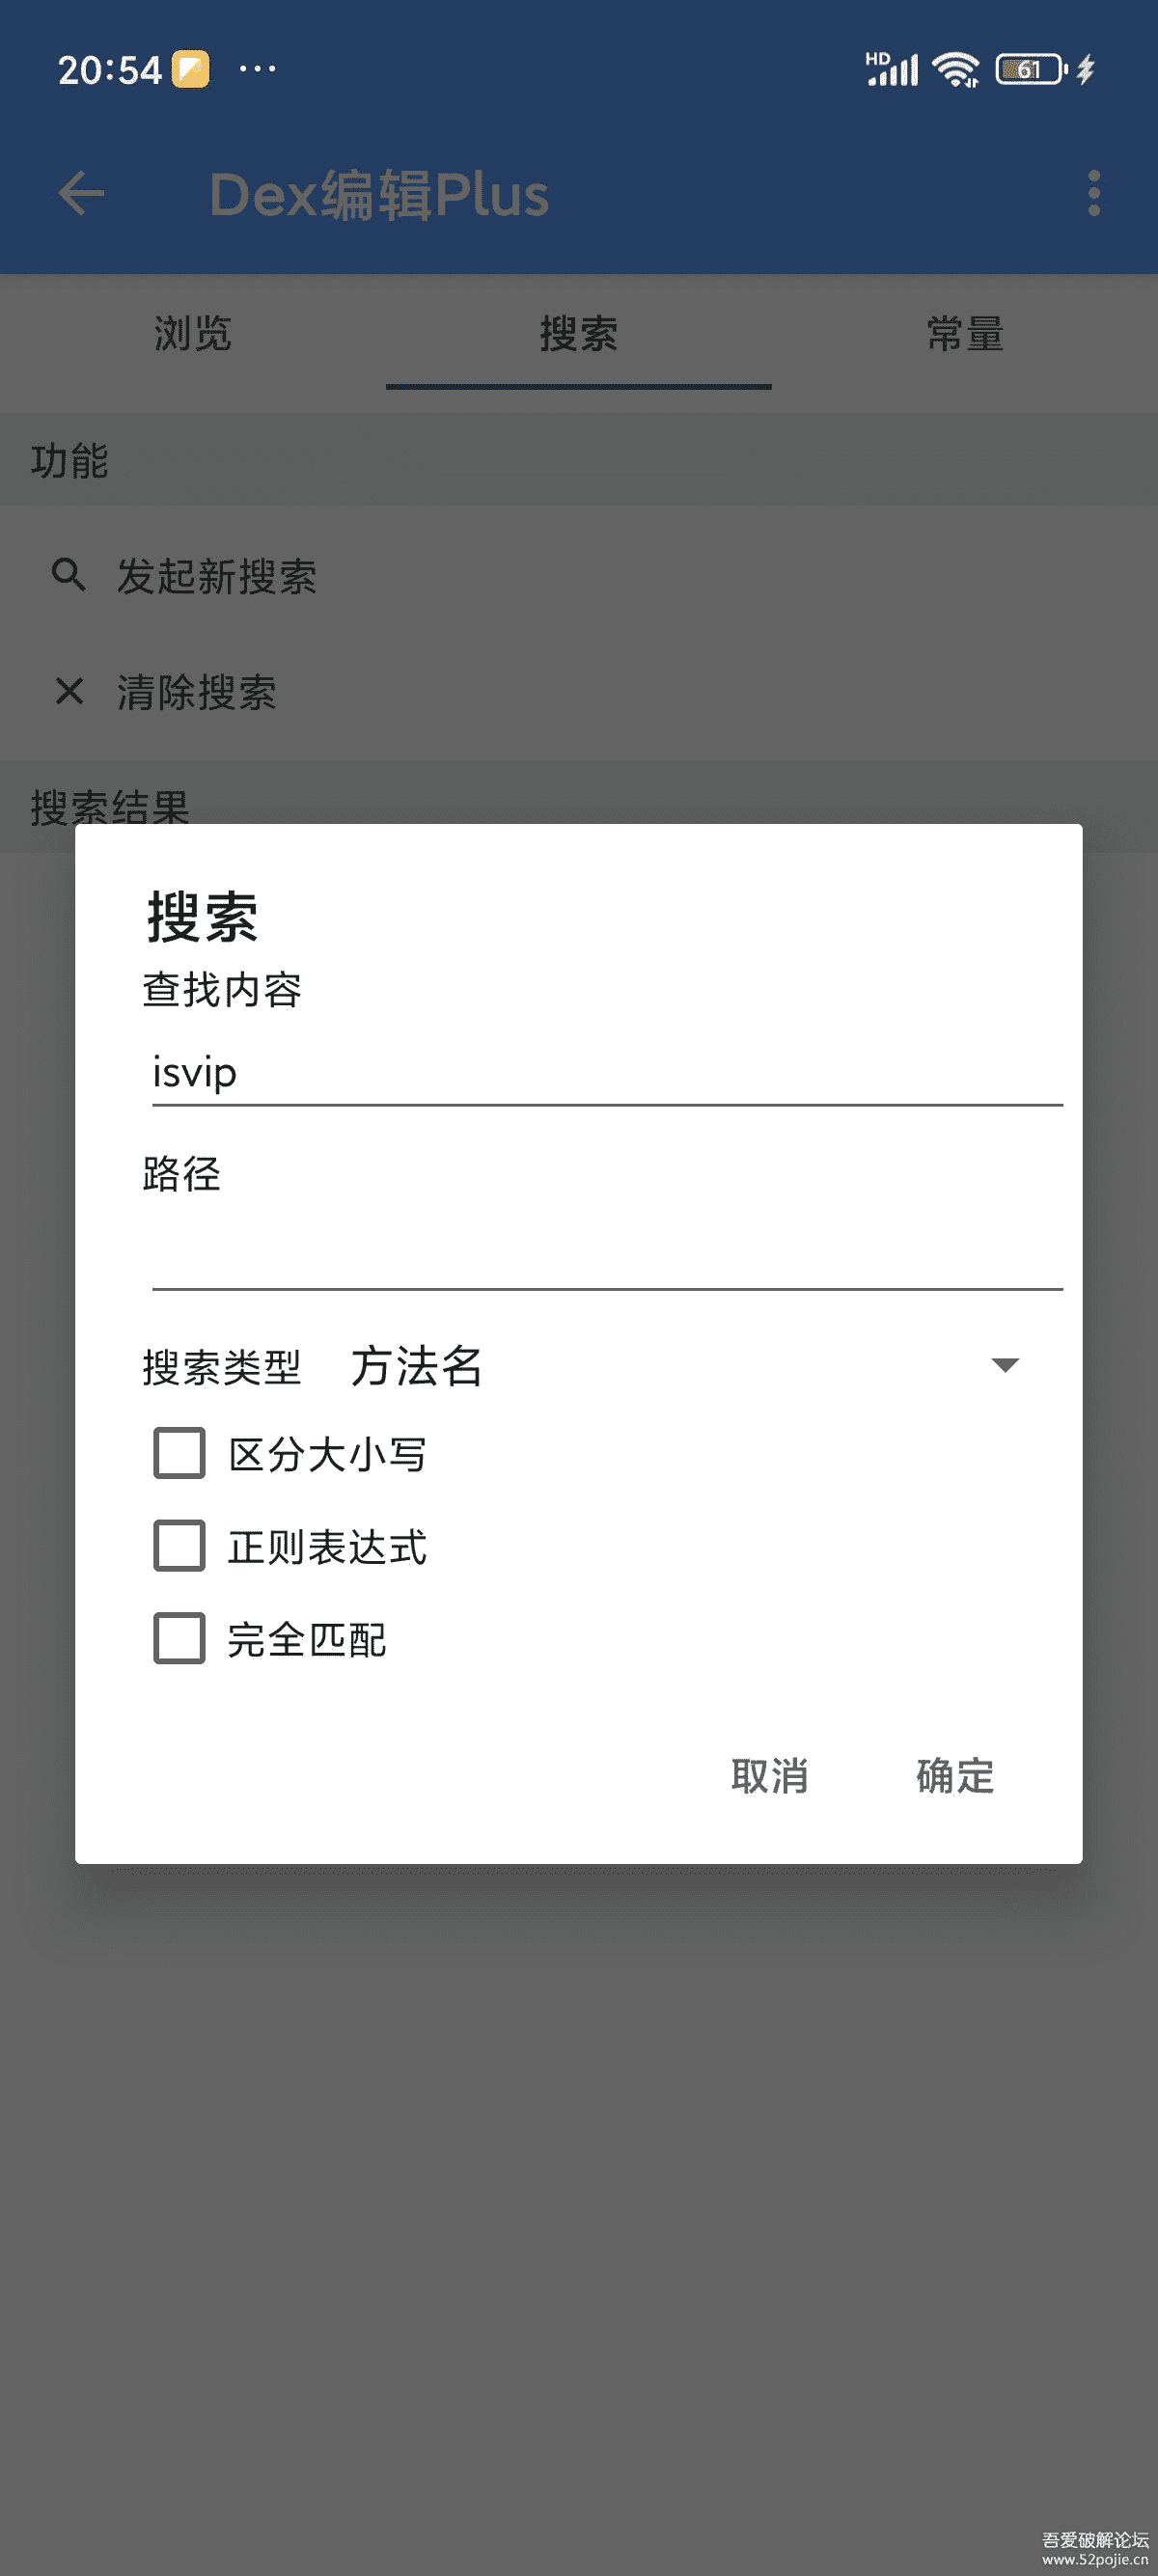 20:54
HD
61
Dex编辑Plus
浏览 搜索 常量
功能
发起新搜索
清除搜索
搜索结果
搜索
查找内容
isvip
路径
搜索类型 方法名
区分大小写
正则表达式
完全匹配
取消 确定
吾爱破解论坛
www.52pojie.cn